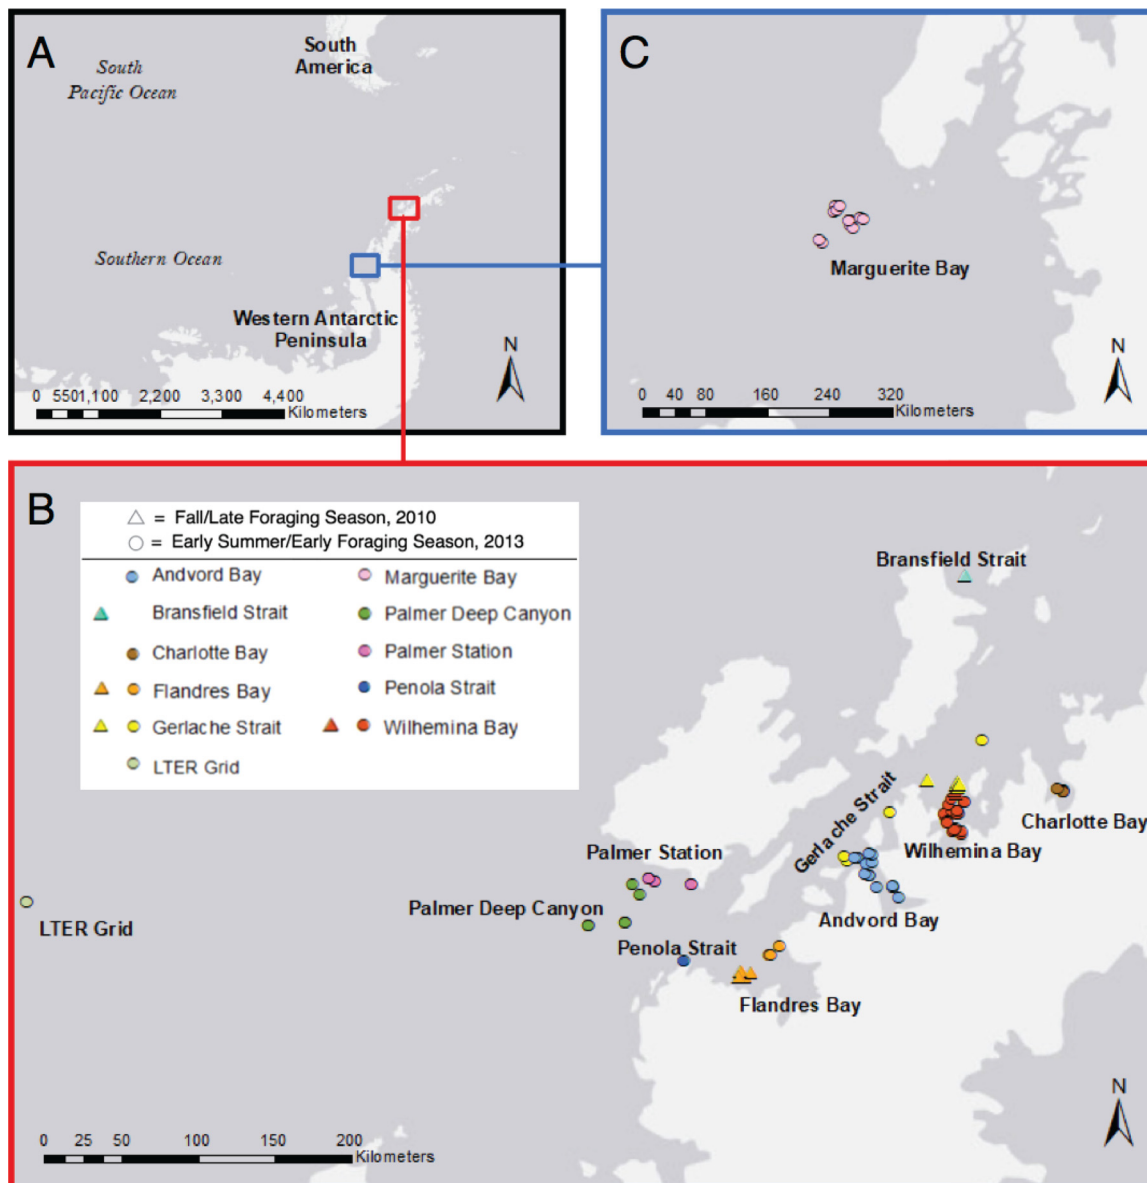 A
South
Pacific Ocean
South
America
Southern Ocean
Western Antarctic
Peninsula
N
0 550 1,100 2,200 3,300 4,400
Kilometers
C
Marguerite Bay
N
0 40 80 160 240 320
Kilometers
B
△ = Fall/Late Foraging Season, 2010
○ = Early Summer/Early Foraging Season, 2013
Andvord Bay
Bransfield Strait
Charlotte Bay
Flandres Bay
Gerlache Strait
LTER Grid
Marguerite Bay
Palmer Deep Canyon
Palmer Station
Penola Strait
Wilhemina Bay
Bransfield Strait
Gerlache Strait
Charlotte Bay
Wilhemina Bay
Palmer Station
Andvord Bay
Palmer Deep Canyon
LTER Grid
Penola Strait
Flandres Bay
N
0 25 50 100 150 200
Kilometers